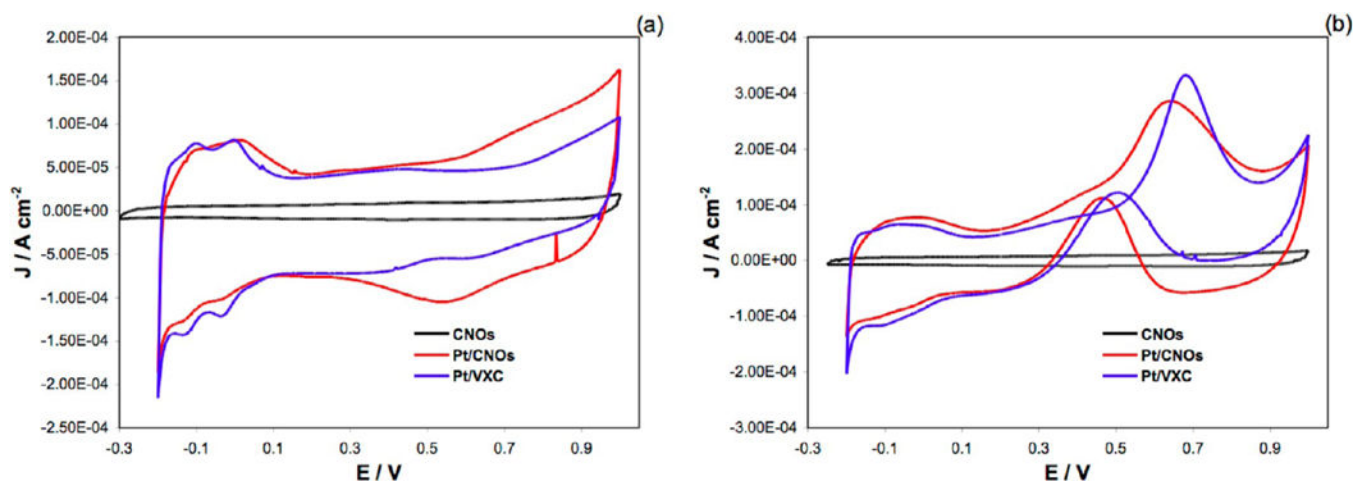 (a)
J / A cm-2
2.00E-04
1.50E-04
1.00E-04
5.00E-05
0.00E+00
-5.00E-05
-1.00E-04
-1.50E-04
-2.00E-04
-2.50E-04
CNOs
Pt/CNOs
Pt/VXC
-0.3 -0.1 0.1 0.3 0.5 0.7 0.9
E / V
(b)
J / A cm-2
4.00E-04
3.00E-04
2.00E-04
1.00E-04
0.00E+00
-1.00E-04
-2.00E-04
-3.00E-04
CNOs
Pt/CNOs
Pt/VXC
-0.3 -0.1 0.1 0.3 0.5 0.7 0.9
E / V